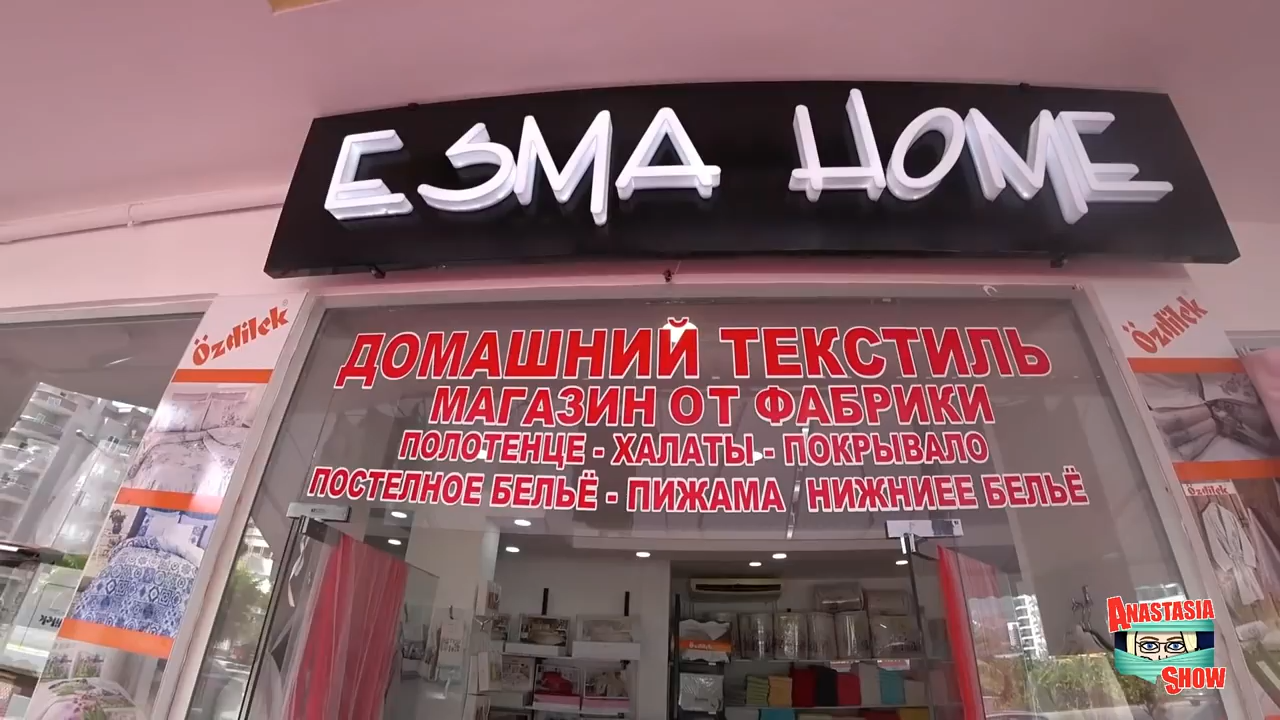 ESMA HOME
Özdilek
Özdilek
ДОМАШНИЙ ТЕКСТИЛЬ
МАГАЗИН ОТ ФАБРИКИ
ПОЛОТЕНЦЕ - ХАЛАТЫ - ПОКРЫВАЛО
ПОСТЕЛНОЕ БЕЛЬЁ - ПИЖАМА НИЖНИЕЕ БЕЛЬЁ
Özdilek
Özdilek
ANASTASIA
SHOW